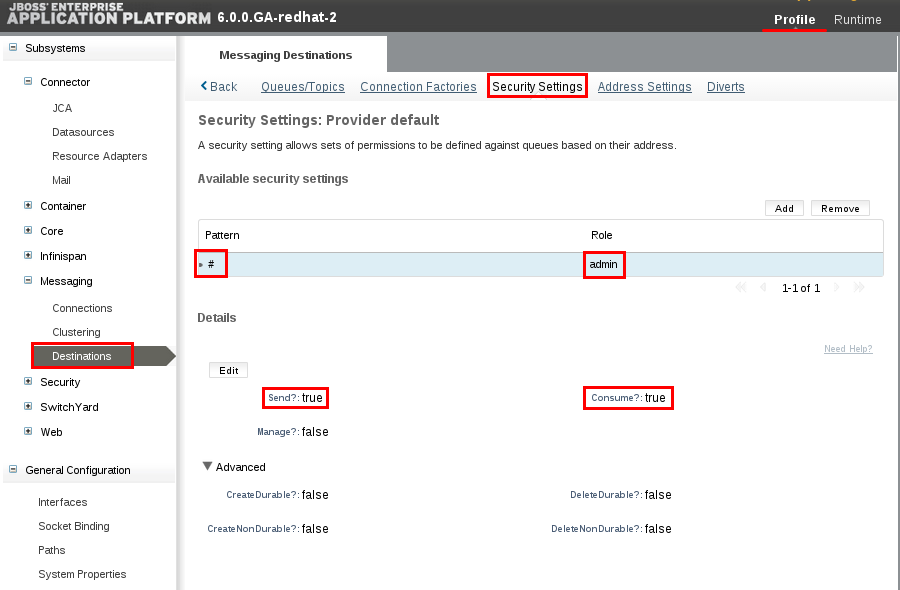 JBOSS® ENTERPRISE
APPLICATION PLATFORM 6.0.0.GA-redhat-2
Profile Runtime
Subsystems
Connector
JCA
Datasources
Resource Adapters
Mail
Container
Core
Infinispan
Messaging
Connections
Clustering
Destinations
Security
SwitchYard
Web
General Configuration
Interfaces
Socket Binding
Paths
System Properties
Messaging Destinations
Back Queues/Topics Connection Factories Security Settings Address Settings Diverts
Security Settings: Provider default
A security setting allows sets of permissions to be defined against queues based on their address.
Available security settings
Add Remove
Pattern Role
# admin
1-1 of 1
Details
Need Help?
Edit
Send?: true Consume?: true
Manage?: false
Advanced
CreateDurable?: false DeleteDurable?: false
CreateNonDurable?: false DeleteNonDurable?: false